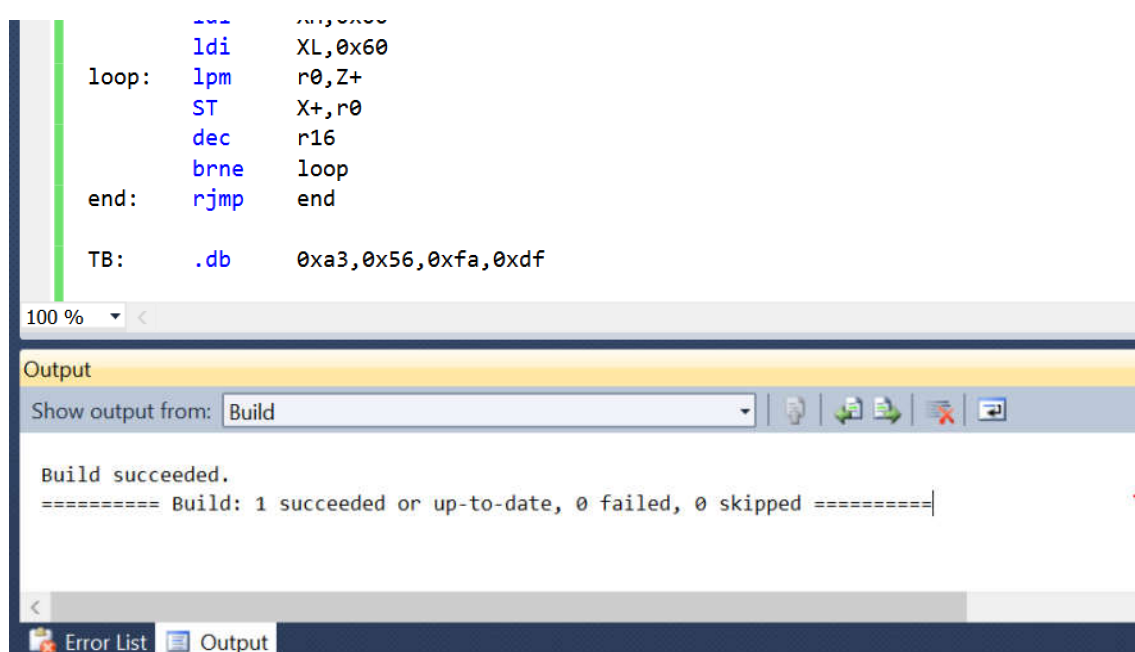 ldi XL,0x60
loop: lpm r0,Z+
ST X+,r0
dec r16
brne loop
end: rjmp end
TB: .db 0xa3,0x56,0xfa,0xdf
100 %
Output
Show output from: Build
Build succeeded.
========== Build: 1 succeeded or up-to-date, 0 failed, 0 skipped ==========
Error List Output